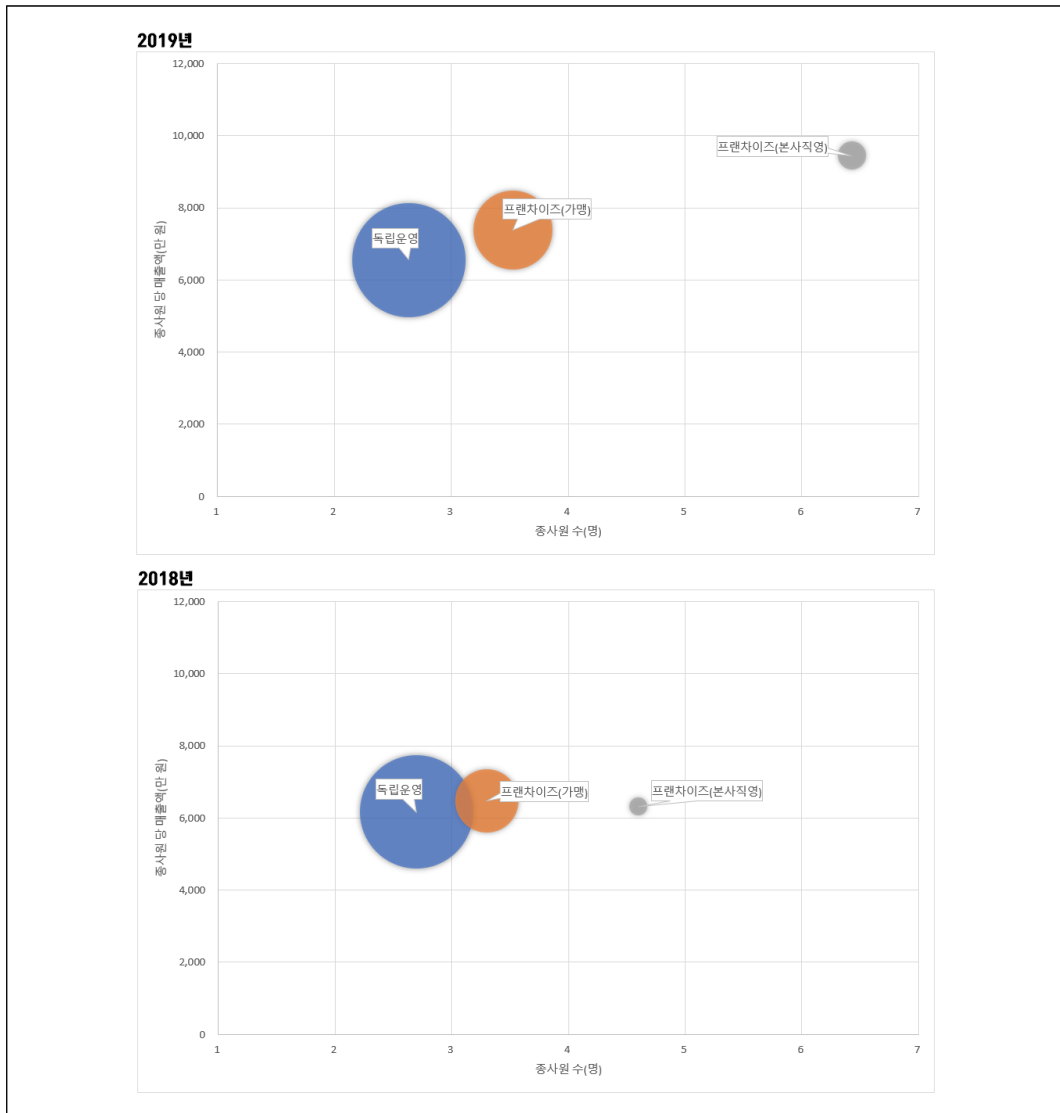 2019년
12,000
10,000
프랜차이즈(본사직영)
8,000
프랜차이즈(가맹)
독립운영
6,000
4,000
2,000
0
종사원 당 매출액(만 원)
1 2 3 4 5 6 7
종사원 수(명)
2018년
12,000
10,000
8,000
독립운영
프랜차이즈(가맹)
프랜차이즈(본사직영)
6,000
4,000
2,000
0
종사원 당 매출액(만 원)
1 2 3 4 5 6 7
종사원 수(명)